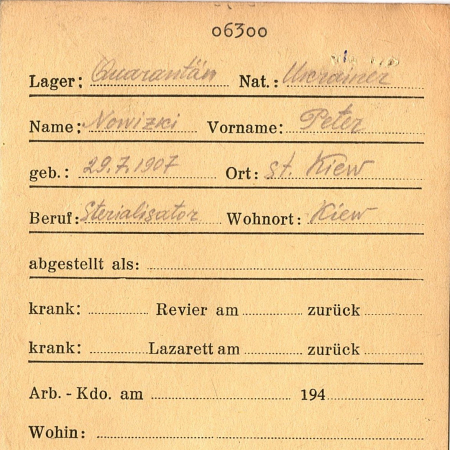 06300
Lager: Quarantän Nat.: Ukrainer
Name: Nowizki Vorname: Peter
geb.: 29.7.1907 Ort: St. Kiew
Beruf: Sterialisator Wohnort: Kiew
abgestellt als:
krank: Revier am zurück
krank: Lazarett am zurück
Arb.-Kdo. am 194
Wohin: